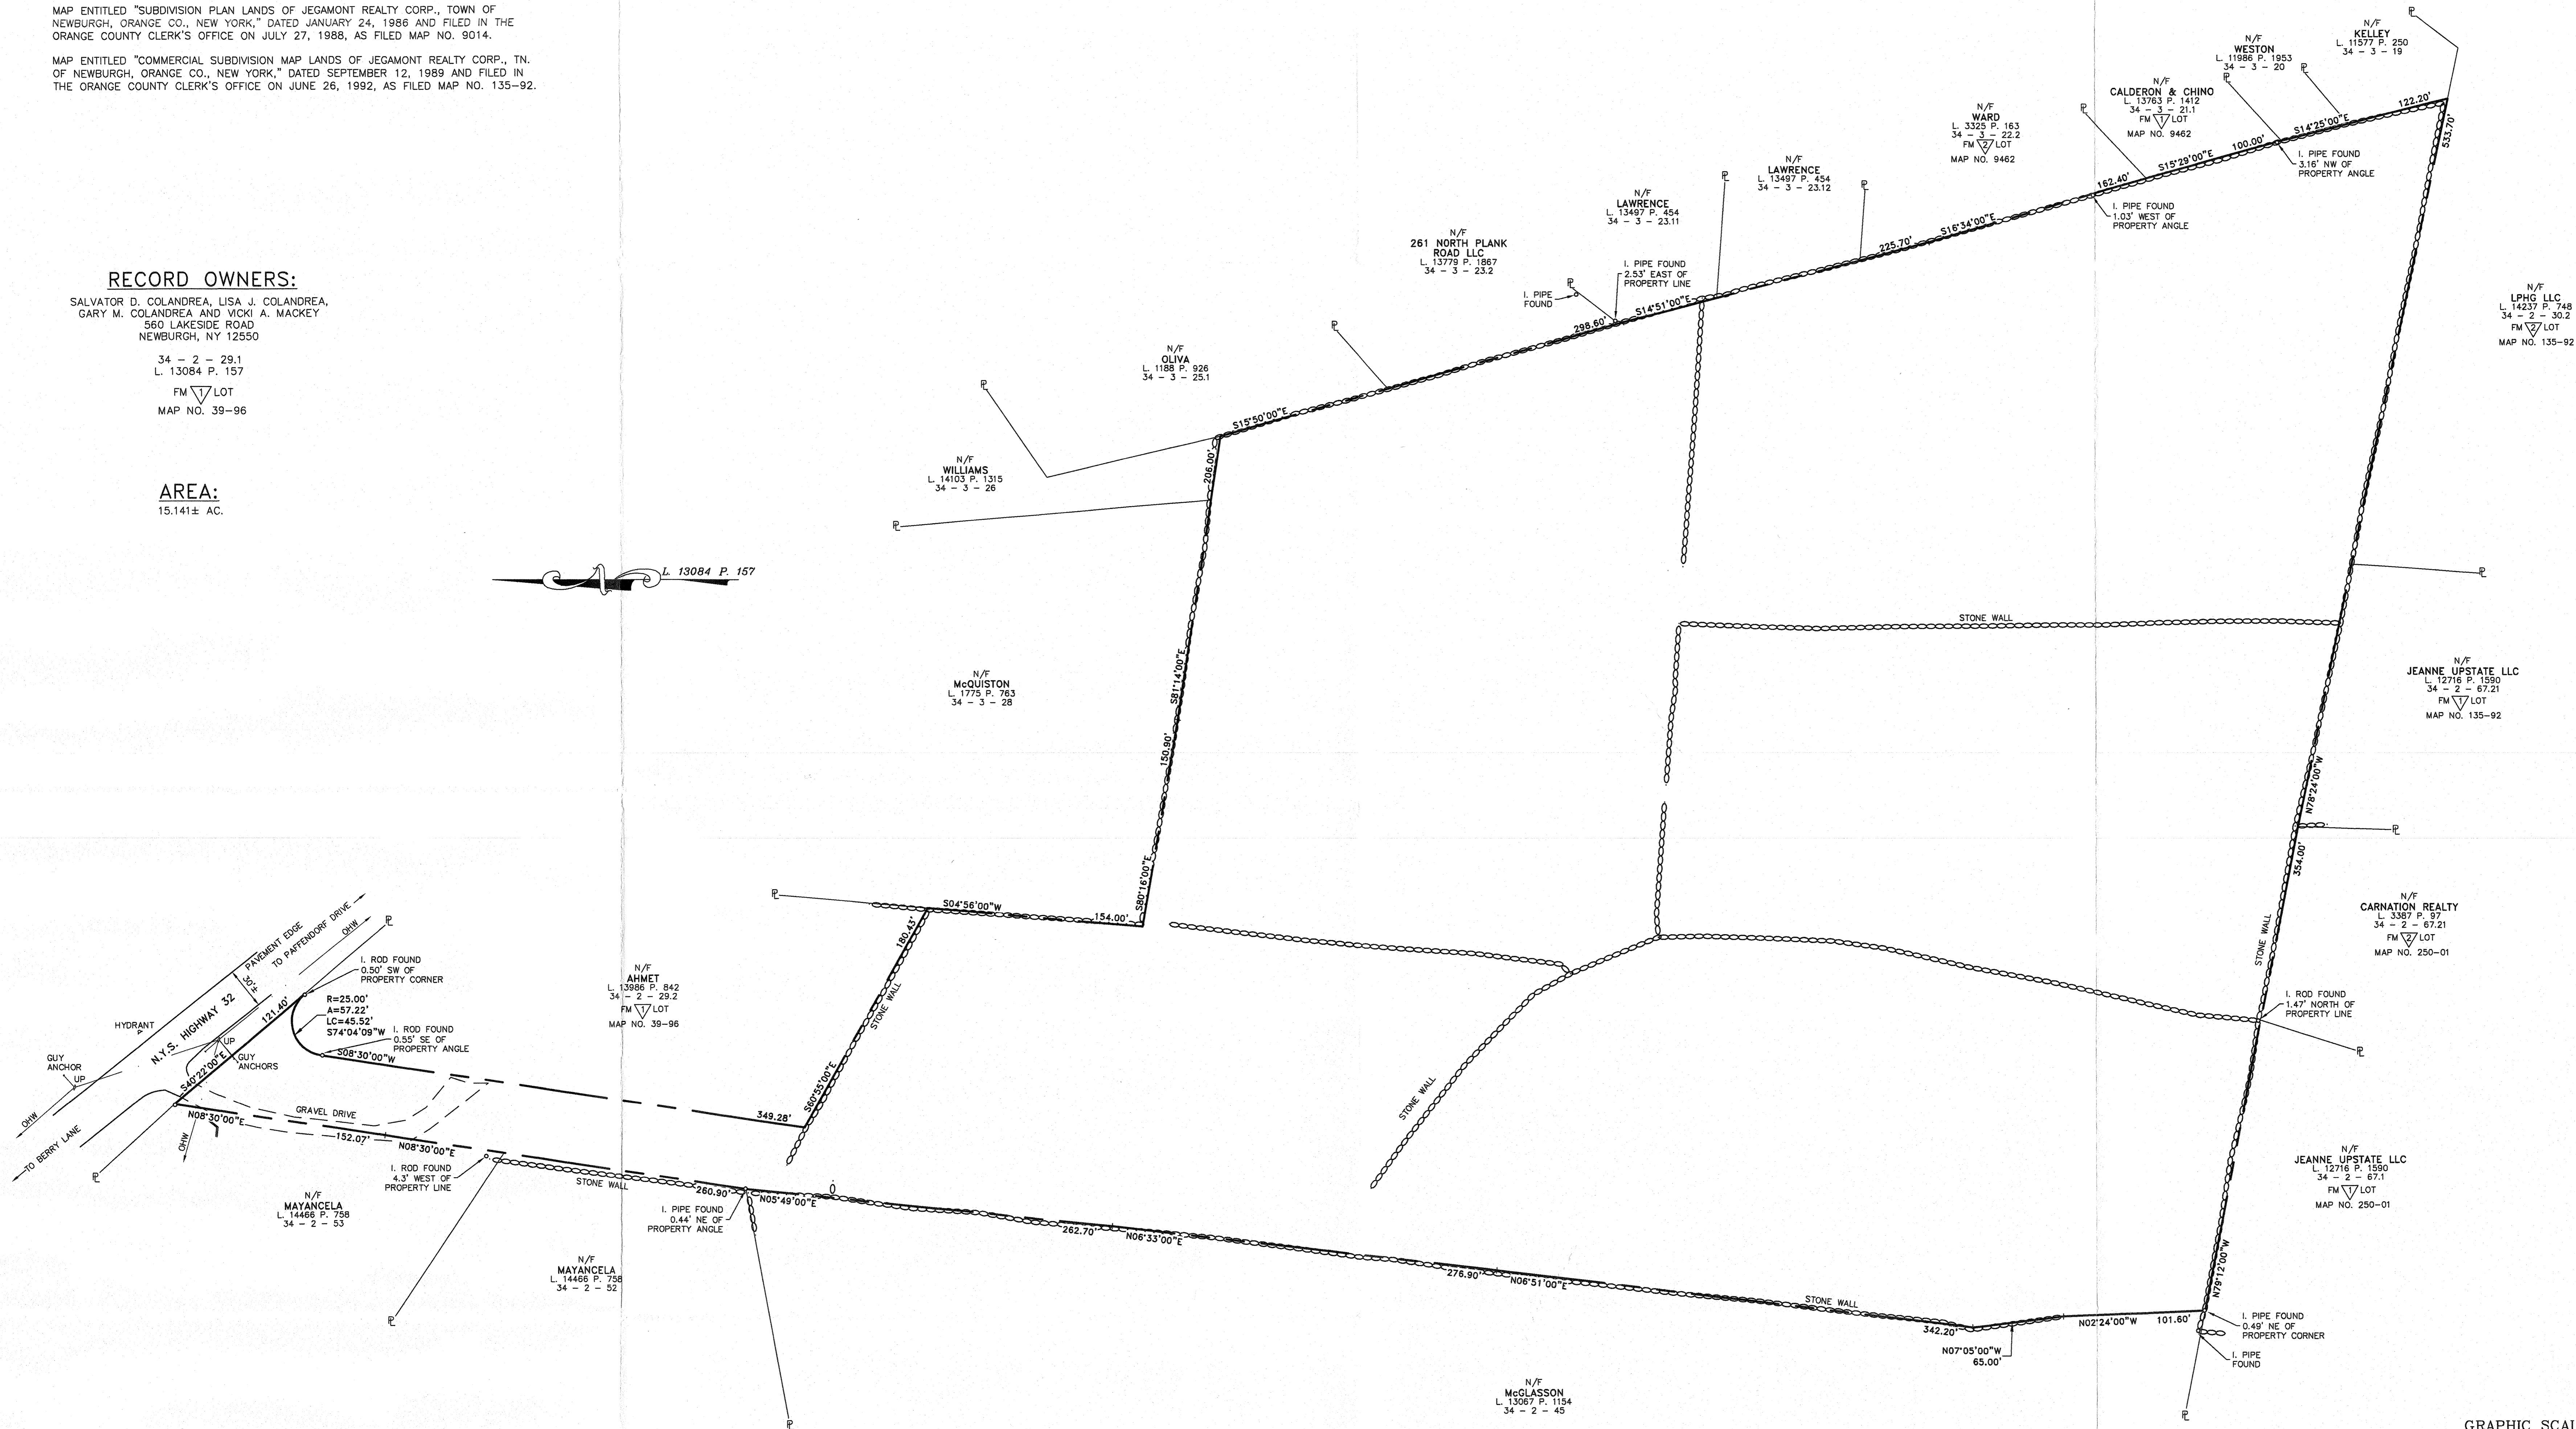 MAP ENTITLED "SUBDIVISION PLAN LANDS OF JEGAMONT REALTY CORP., TOWN OF
NEWBURGH, ORANGE CO., NEW YORK," DATED JANUARY 24, 1986 AND FILED IN THE
ORANGE COUNTY CLERK'S OFFICE ON JULY 27, 1988, AS FILED MAP NO. 9014.
MAP ENTITLED "COMMERCIAL SUBDIVISION MAP LANDS OF JEGAMONT REALTY CORP., TN.
OF NEWBURGH, ORANGE CO., NEW YORK," DATED SEPTEMBER 12, 1989 AND FILED IN
THE ORANGE COUNTY CLERK'S OFFICE ON JUNE 26, 1992, AS FILED MAP NO. 135-92.
RECORD OWNERS:
SALVATOR D. COLANDREA, LISA J. COLANDREA,
GARY M. COLANDREA AND VICKI A. MACKEY
560 LAKESIDE ROAD
NEWBURGH, NY 12550
34 - 2 - 29.1
L. 13084 P. 157
FM 1 LOT
MAP NO. 39-96
AREA:
15.141± AC.
N
L. 13084 P. 157
N/F
KELLEY
L. 11577 P. 250
34 - 3 - 19
N/F
WESTON
L. 11986 P. 1953
34 - 3 - 20
N/F
CALDERON & CHINO
L. 13763 P. 1412
34 - 3 - 21.1
FM 1 LOT
MAP NO. 9462
N/F
WARD
L. 3325 P. 163
34 - 3 - 22.2
FM 2 LOT
MAP NO. 9462
N/F
LAWRENCE
L. 13497 P. 454
34 - 3 - 23.12
N/F
LAWRENCE
L. 13497 P. 454
34 - 3 - 23.11
N/F
261 NORTH PLANK
ROAD LLC
L. 13779 P. 1867
34 - 3 - 23.2
N/F
OLIVA
L. 1188 P. 926
34 - 3 - 25.1
N/F
WILLIAMS
L. 14103 P. 1315
34 - 3 - 26
N/F
McQUISTON
L. 1775 P. 763
34 - 3 - 28
N/F
AHMET
L. 13986 P. 842
34 - 2 - 29.2
FM 1 LOT
MAP NO. 39-96
122.20'
S14°25'00"E
100.00'
S15°29'00"E
162.40'
S16°34'00"E
225.70'
S14°51'00"E
298.60'
S15°50'00"E
I. PIPE FOUND
3.16' NW OF
PROPERTY ANGLE
I. PIPE FOUND
1.03' WEST OF
PROPERTY ANGLE
I. PIPE FOUND
2.53' EAST OF
PROPERTY LINE
I. PIPE
FOUND
206.00'
S81°14'00"E
150.90'
S80°16'00"E
154.00'
S04°56'00"W
180.43'
STONE WALL
S60°55'00"E
349.28'
533.70'
N/F
LPHG LLC
L. 14237 P. 748
34 - 2 - 30.2
FM 2 LOT
MAP NO. 135-92
STONE WALL
N/F
JEANNE UPSTATE LLC
L. 12716 P. 1590
34 - 2 - 67.21
FM 1 LOT
MAP NO. 135-92
N78°24'00"W
354.00'
N/F
CARNATION REALTY
L. 3387 P. 97
34 - 2 - 67.21
FM 2 LOT
MAP NO. 250-01
STONE WALL
I. ROD FOUND
1.47' NORTH OF
PROPERTY LINE
STONE WALL
N/F
JEANNE UPSTATE LLC
L. 12716 P. 1590
34 - 2 - 67.1
FM 1 LOT
MAP NO. 250-01
N79°12'00"W
PAVEMENT EDGE
TO PAFFENDORF DRIVE
OHW
30'±
N.Y.S. HIGHWAY 32
121.40'
I. ROD FOUND
0.50' SW OF
PROPERTY CORNER
R=25.00'
A=57.22'
LC=45.52'
S74°04'09"W
I. ROD FOUND
0.55' SE OF
PROPERTY ANGLE
HYDRANT
UP
GUY
ANCHORS
GUY
ANCHOR
UP
S40°22'00"E
S08°30'00"W
OHW
TO BERRY LANE
GRAVEL DRIVE
N08°30'00"E
OHW
152.07'
N08°30'00"E
I. ROD FOUND
4.3' WEST OF
PROPERTY LINE
STONE WALL
260.90'
N05°49'00"E
I. PIPE FOUND
0.44' NE OF
PROPERTY ANGLE
N/F
MAYANCELA
L. 14466 P. 758
34 - 2 - 53
N/F
MAYANCELA
L. 14466 P. 758
34 - 2 - 52
262.70'
N06°33'00"E
276.90'
N06°51'00"E
STONE WALL
342.20'
N07°05'00"W
65.00'
N02°24'00"W
101.60'
I. PIPE FOUND
0.49' NE OF
PROPERTY CORNER
I. PIPE
FOUND
N/F
McGLASSON
L. 13067 P. 1154
34 - 2 - 45
GRAPHIC SCAL